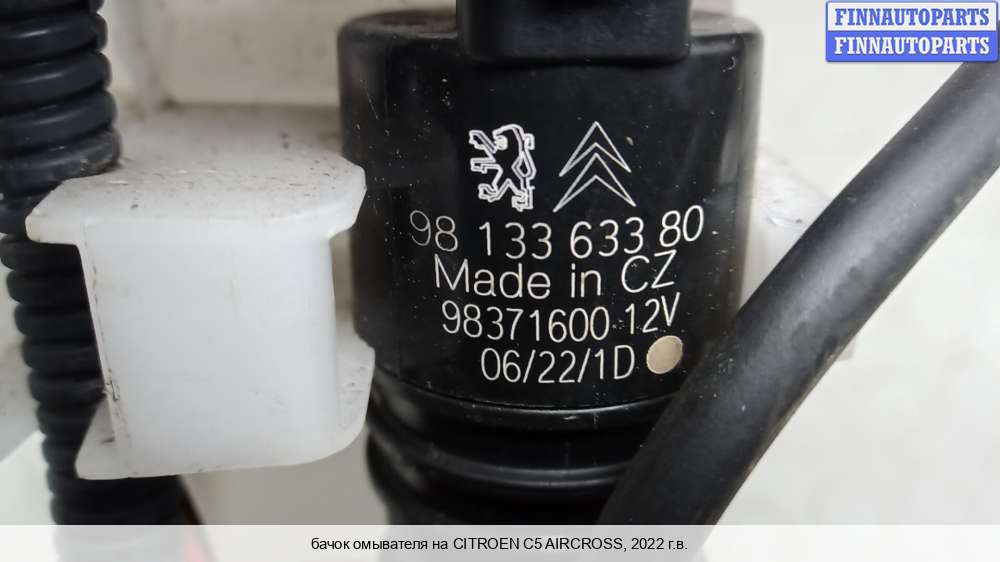 FINNAUTOPARTS
FINNAUTOPARTS
98 133 633 80
Made in CZ
98371600 12V
06/22/1D
бачок омывателя на CITROEN C5 AIRCROSS, 2022 г.в.